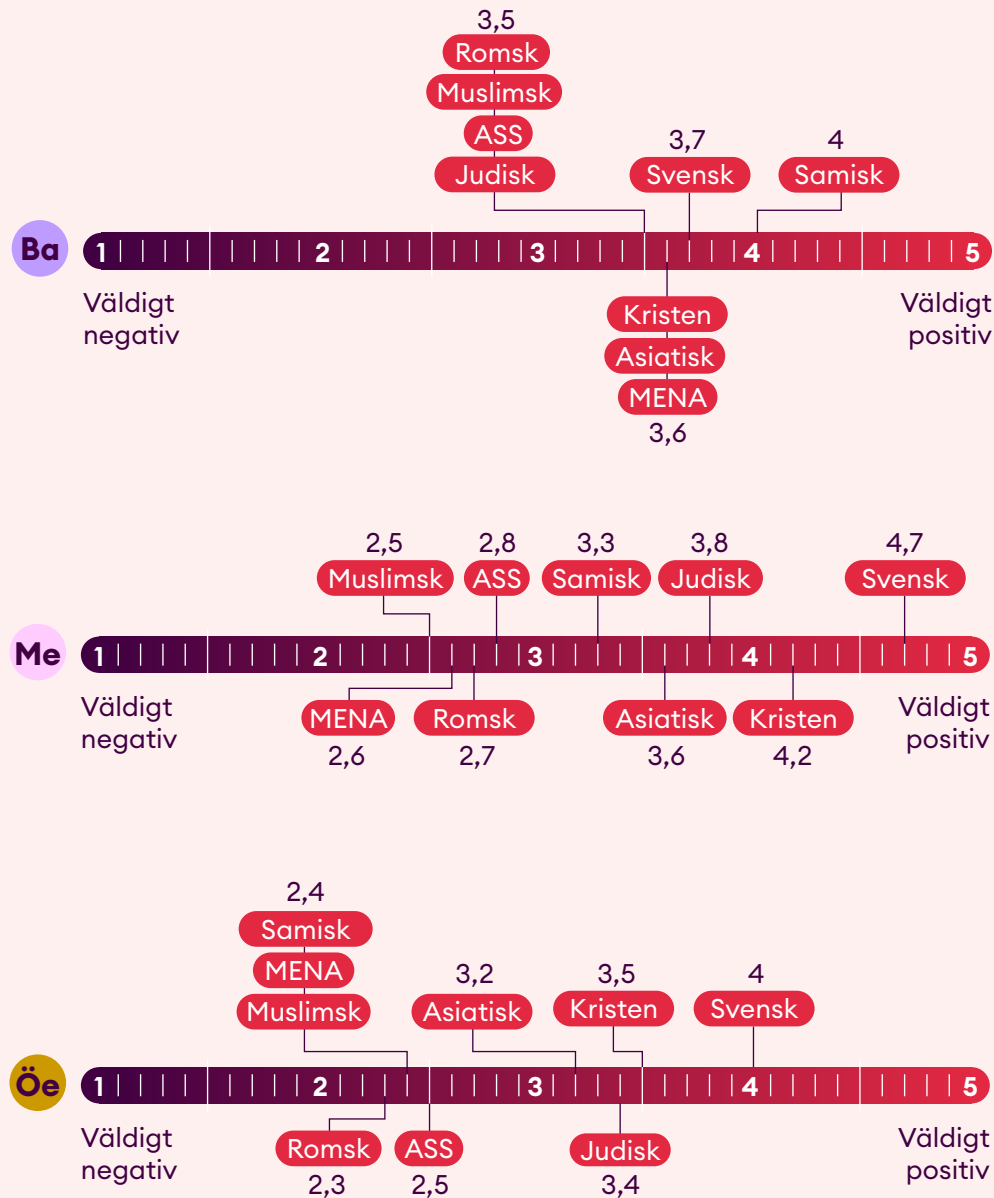 3,5
Romsk
Muslimsk
ASS
Judisk
3,7
Svensk
4
Samisk
Ba
1 2 3 4 5
Väldigt negativ
Väldigt positiv
Kristen
Asiatisk
MENA
3,6
2,5
Muslimsk
2,8
ASS
3,3
Samisk
3,8
Judisk
4,7
Svensk
Me
1 2 3 4 5
Väldigt negativ
Väldigt positiv
MENA
2,6
Romsk
2,7
Asiatisk
3,6
Kristen
4,2
2,4
Samisk
MENA
Muslimsk
3,2
Asiatisk
3,5
Kristen
4
Svensk
Öe
1 2 3 4 5
Väldigt negativ
Väldigt positiv
Romsk
2,3
ASS
2,5
Judisk
3,4